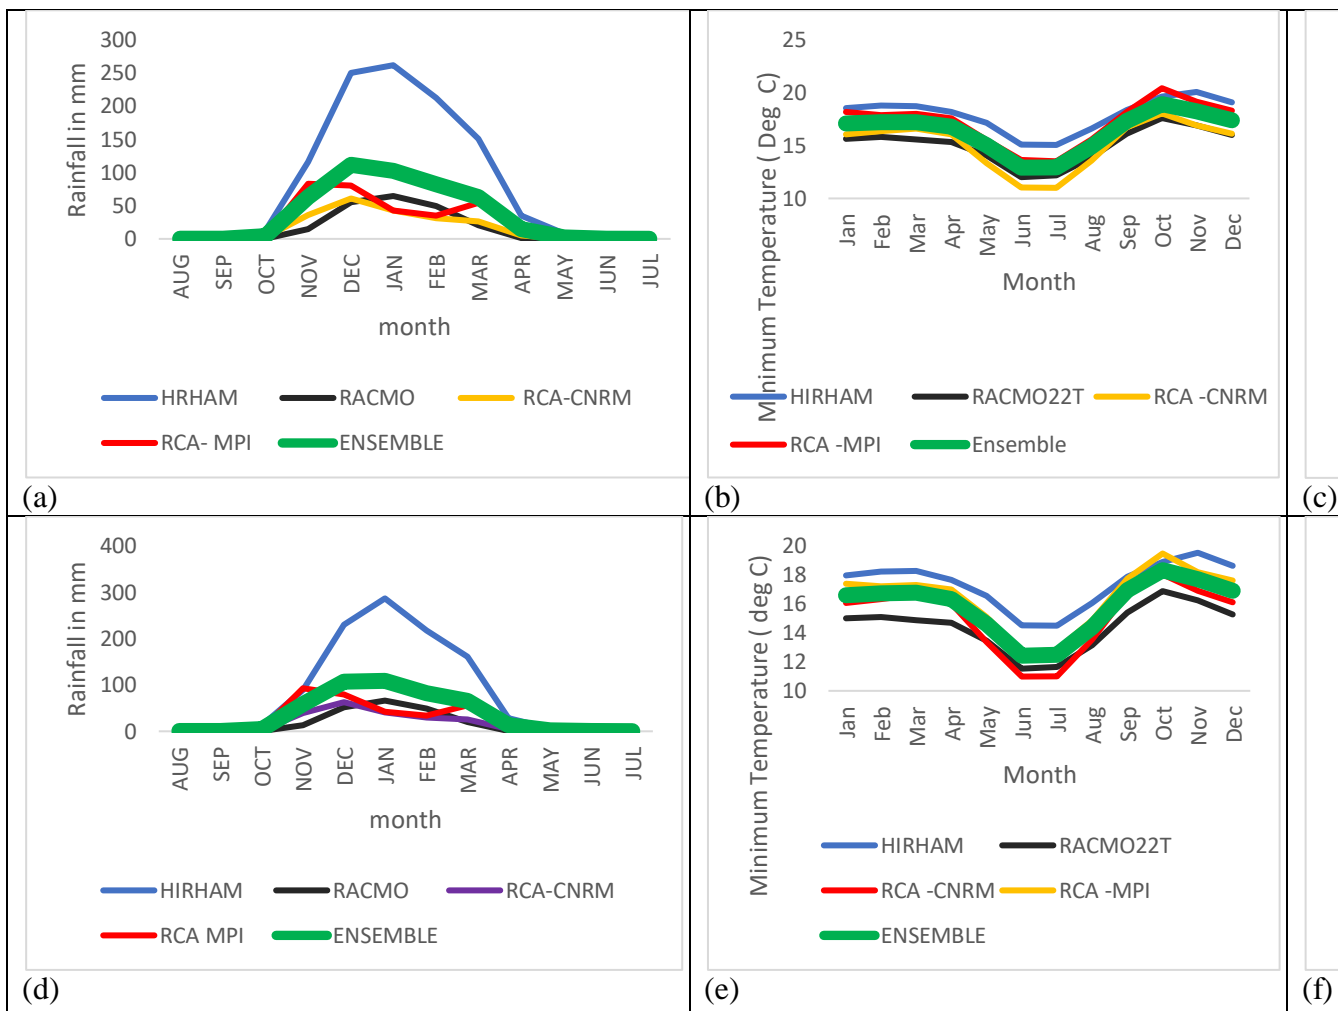 Rainfall in mm
300
250
200
150
100
50
0
AUG SEP OCT NOV DEC JAN FEB MAR APR MAY JUN JUL
month
HRHAM RACMO RCA-CNRM
RCA- MPI ENSEMBLE
(a)
Minimum Temperature ( Deg C)
25
20
15
10
Jan Feb Mar Apr May Jun Jul Aug Sep Oct Nov Dec
Month
HIRHAM RACMO22T RCA -CNRM
RCA -MPI Ensemble
(b)
(c)
Rainfall in mm
400
300
200
100
0
AUG SEP OCT NOV DEC JAN FEB MAR APR MAY JUN JUL
month
HIRHAM RACMO RCA-CNRM
RCA MPI ENSEMBLE
(d)
Minimum Temperature ( deg C)
20
18
16
14
12
10
Jan Feb Mar Apr May Jun Jul Aug Sep Oct Nov Dec
Month
HIRHAM RACMO22T
RCA -CNRM RCA -MPI
ENSEMBLE
(e)
(f)